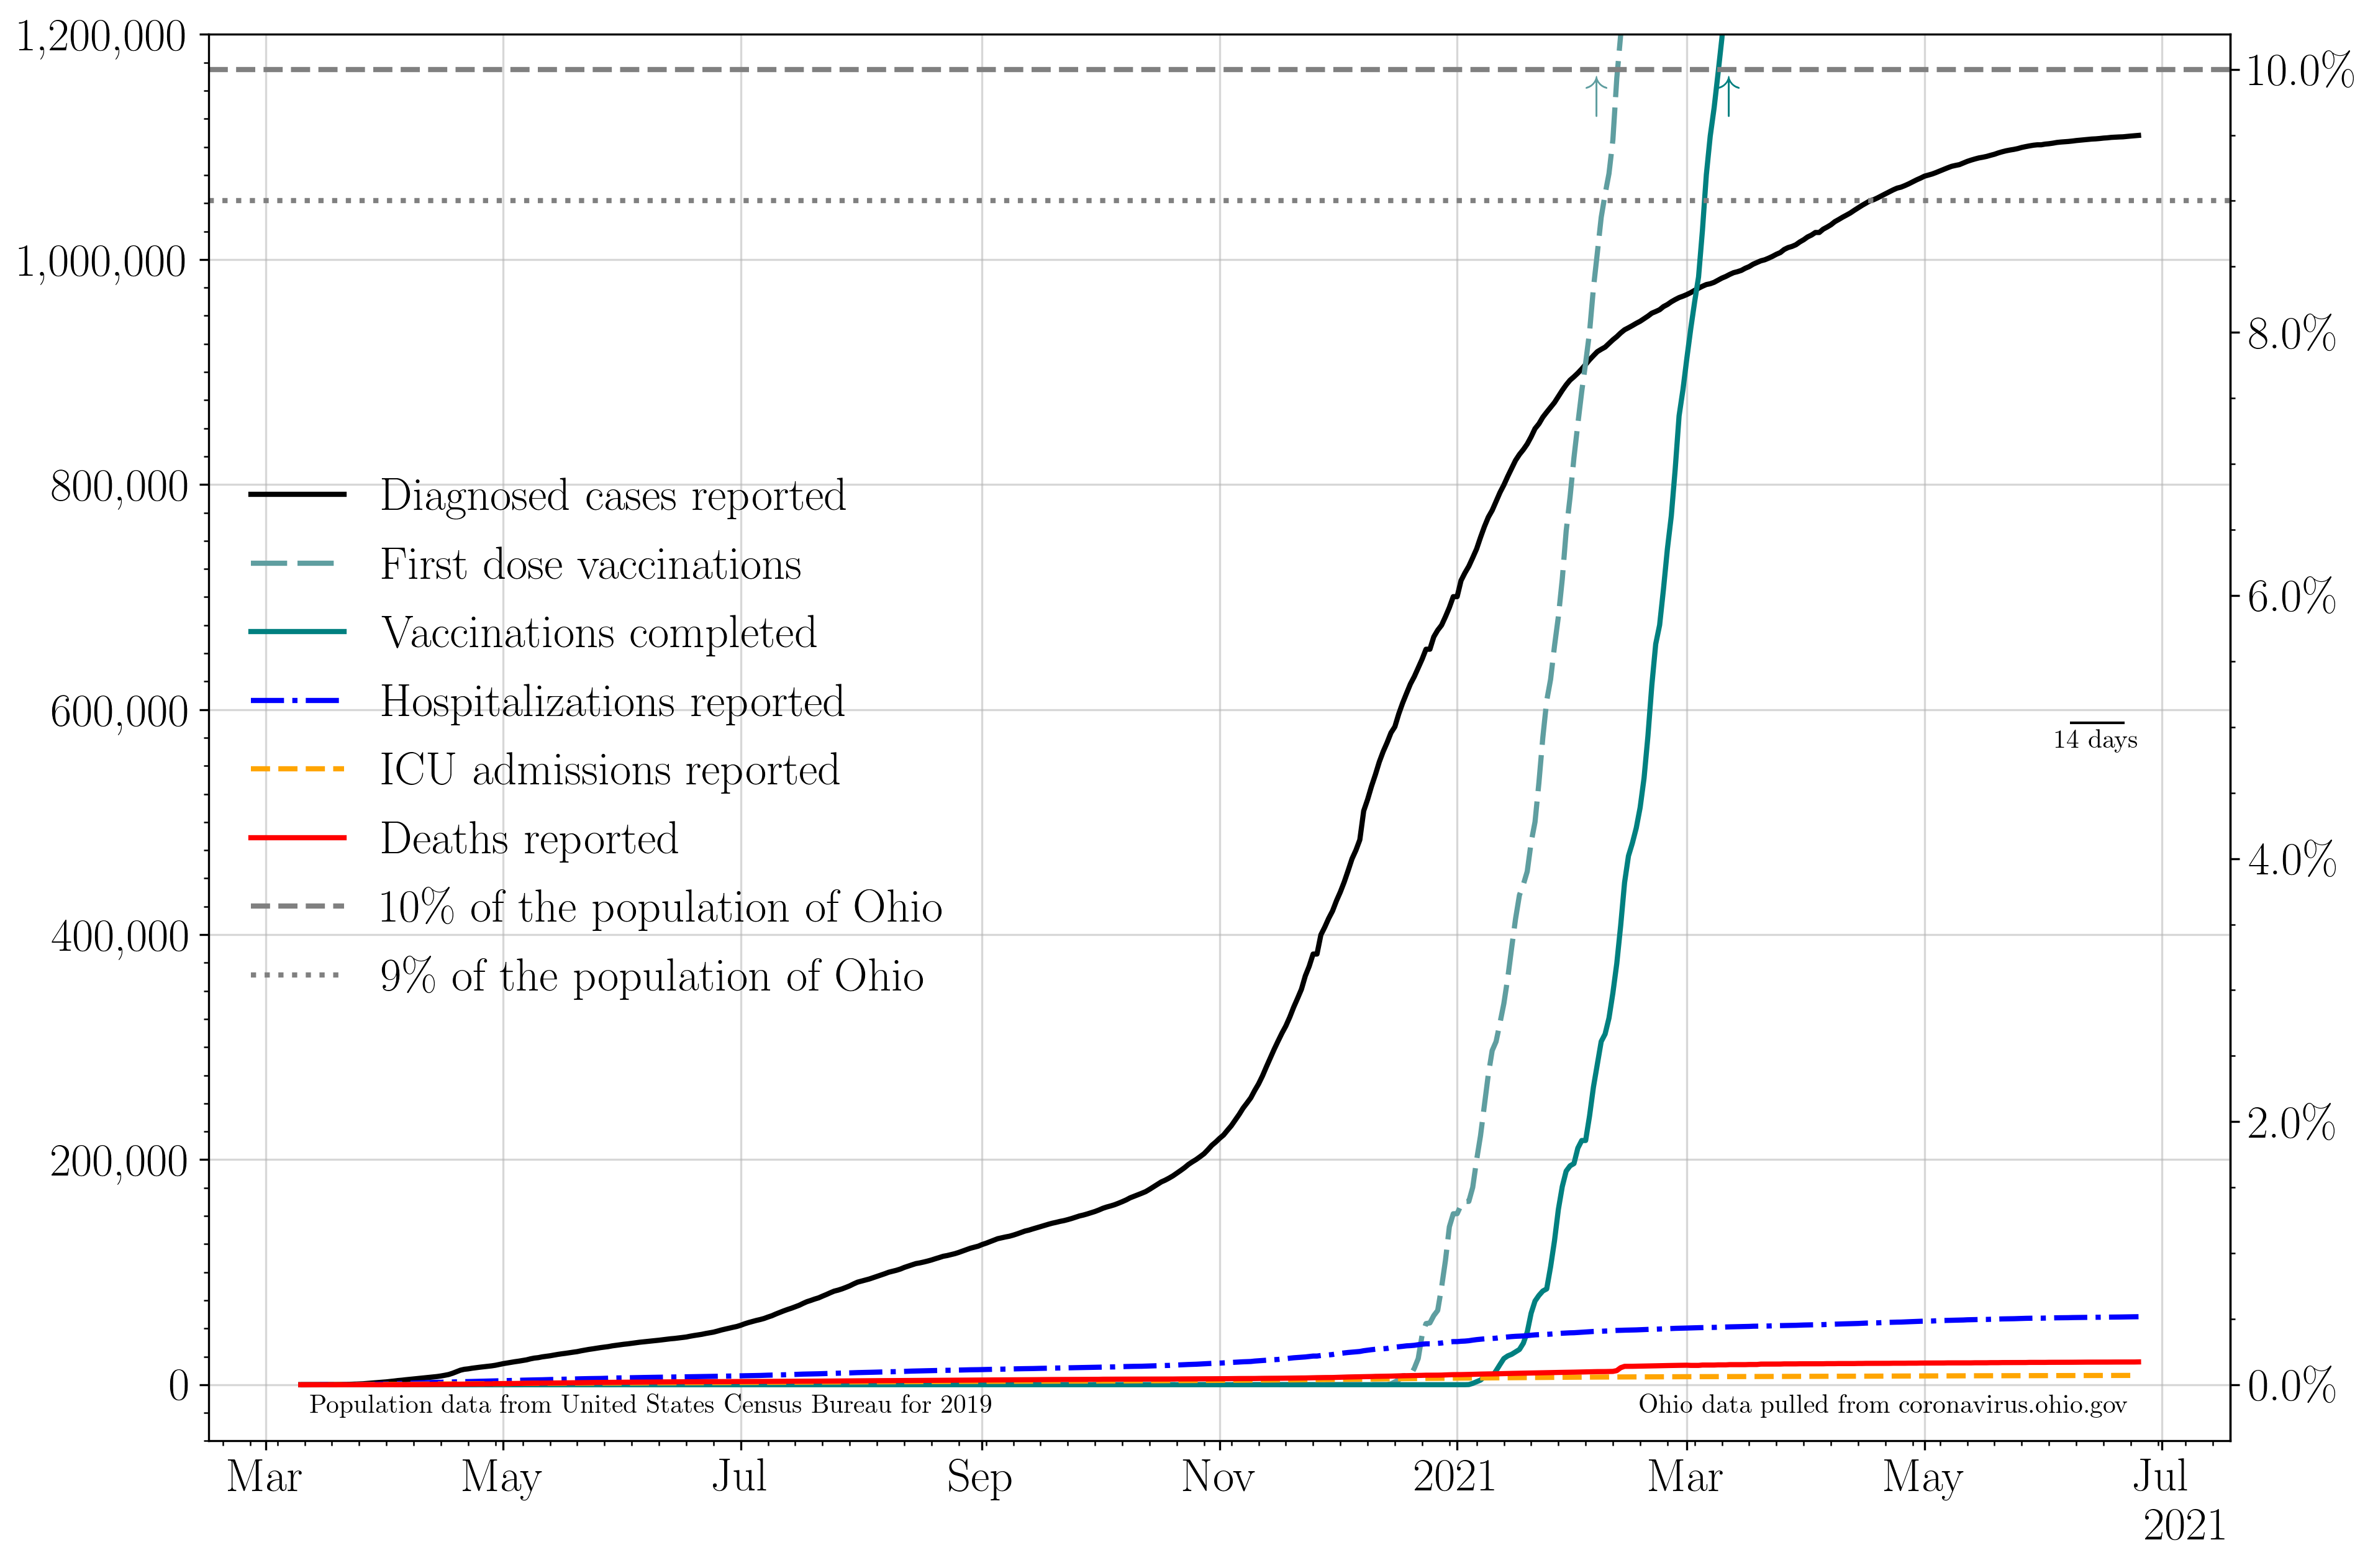 1,200,000
1,000,000
800,000
600,000
400,000
200,000
0
10.0%
8.0%
6.0%
4.0%
2.0%
0.0%
↑ ↑
Diagnosed cases reported
First dose vaccinations
Vaccinations completed
Hospitalizations reported
ICU admissions reported
Deaths reported
10% of the population of Ohio
9% of the population of Ohio
14 days
Population data from United States Census Bureau for 2019
Ohio data pulled from coronavirus.ohio.gov
Mar May Jul Sep Nov 2021 Mar May Jul
2021